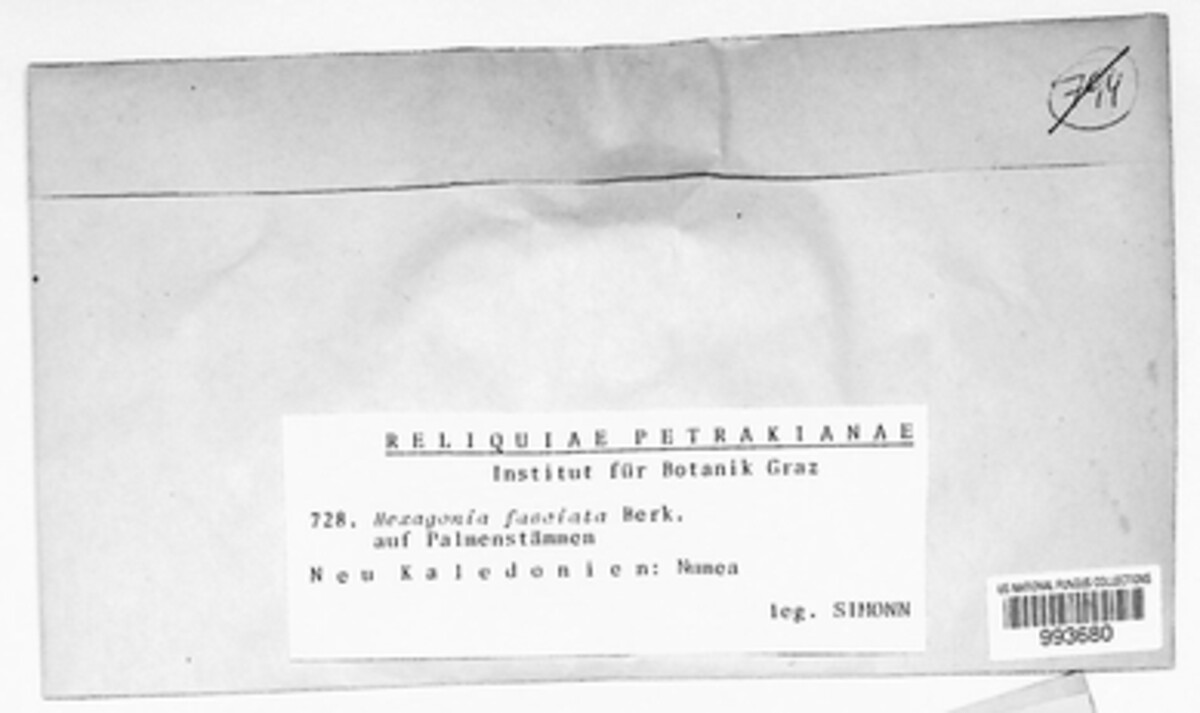 RELIQUIAE PETRAKIANAE
Institut für Botanik Graz
728. Hexagonia fasciata Berk.
auf Palmenstämmen
Neu Kaledonien: Numea
leg. SIMONN
US NATIONAL FUNGUS COLLECTIONS
993680